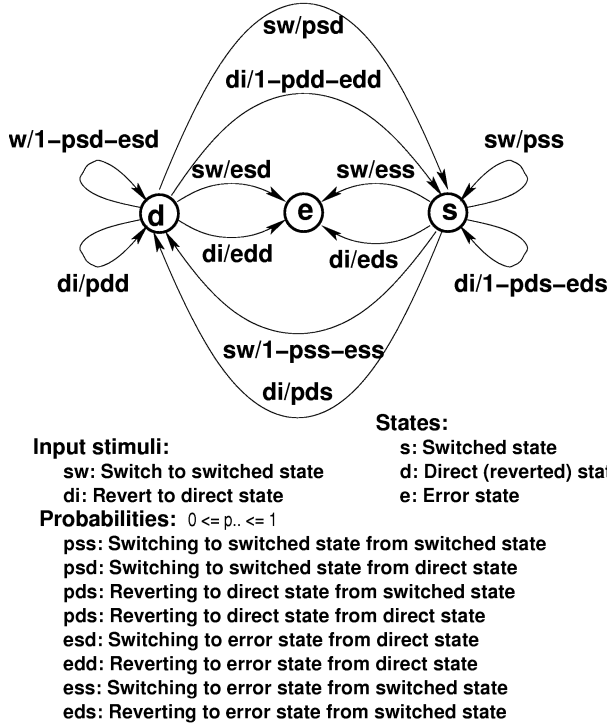 sw/psd
di/1−pdd−edd
w/1−psd−esd
sw/pss
sw/esd
sw/ess
d
e
s
di/edd
di/eds
di/pdd
di/1-pds-eds
sw/1−pss−ess
di/pds
States:
Input stimuli:
s: Switched state
sw: Switch to switched state
d: Direct (reverted) stat
di: Revert to direct state
e: Error state
Probabilities: 0 <= p.. <= 1
pss: Switching to switched state from switched state
psd: Switching to switched state from direct state
pds: Reverting to direct state from switched state
pds: Reverting to direct state from direct state
esd: Switching to error state from direct state
edd: Reverting to error state from direct state
ess: Switching to error state from switched state
eds: Reverting to error state from switched state